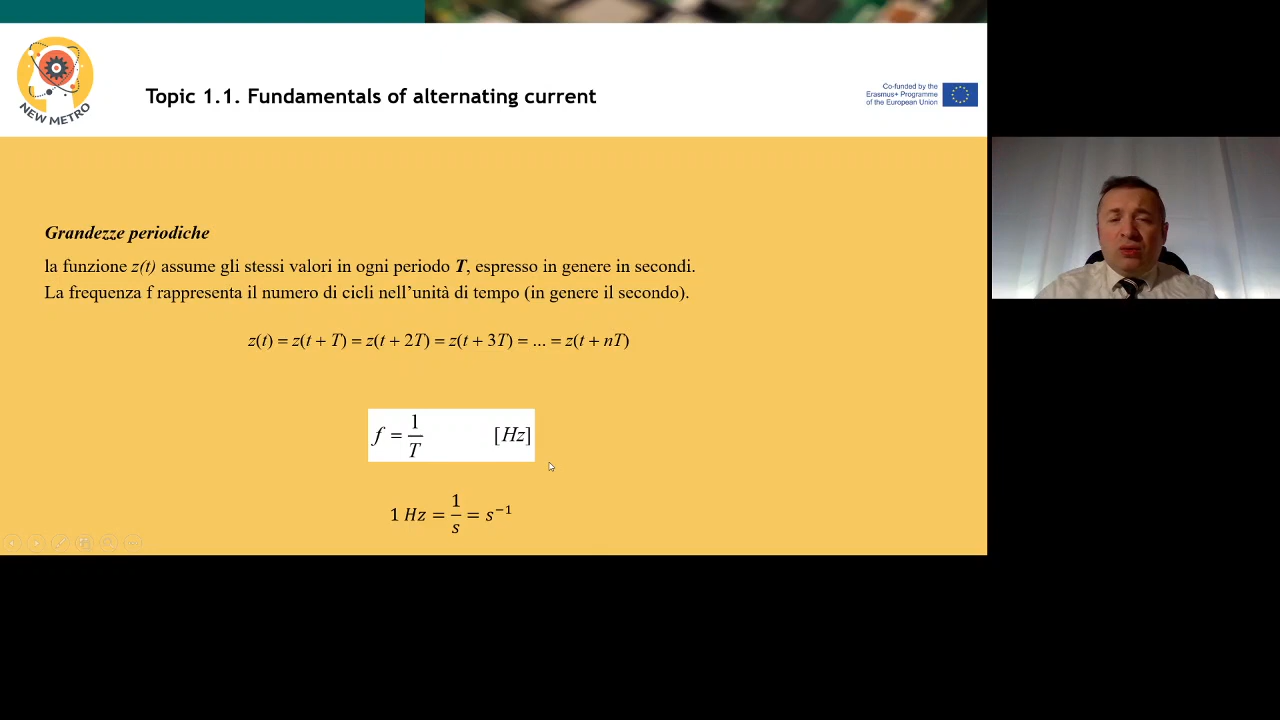 NEW METRO
Topic 1.1. Fundamentals of alternating current
Co-funded by the
Erasmus+ Programme
of the European Union
Grandezze periodiche
la funzione z(t) assume gli stessi valori in ogni periodo T, espresso in genere in secondi.
La frequenza f rappresenta il numero di cicli nell’unità di tempo (in genere il secondo).
z(t) = z(t + T) = z(t + 2T) = z(t + 3T) = ... = z(t + nT)
f = 1/T [Hz]
1 Hz = 1/s = s⁻¹